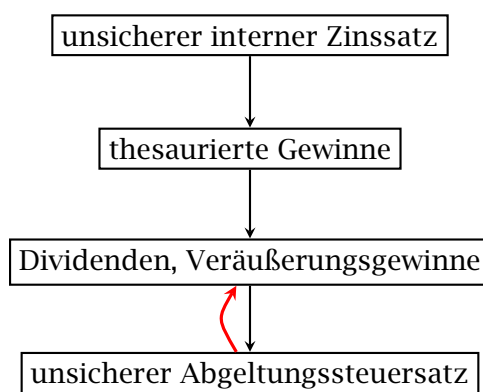 unsicherer interner Zinssatz
thesaurierte Gewinne
Dividenden, Veräußerungsgewinne
unsicherer Abgeltungssteuersatz